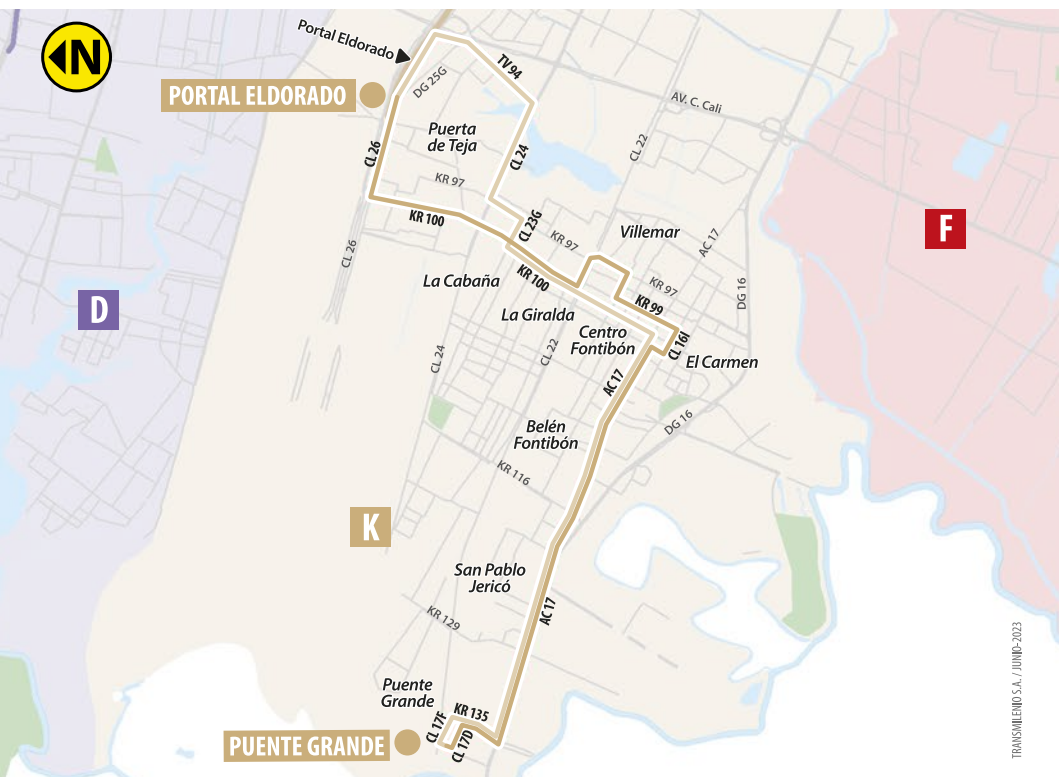 N
Portal Eldorado
PORTAL ELDORADO
TV 94
DG 25G
AV. C. Cali
Puerta
de Teja
CL 26
CL 24
CL 22
KR 97
KR 100
CL 23G
KR 97
Villemar
AC 17
F
CL 26
La Cabaña
KR 100
KR 97
KR 99
DG 16
D
La Giralda
Centro
Fontibón
CL 16I
El Carmen
CL 24
CL 22
AC 17
DG 16
Belén
Fontibón
KR 116
K
San Pablo
Jericó
AC 17
KR 129
Puente
Grande
KR 135
CL 17F
CL 17D
PUENTE GRANDE
TRANSMILENIO S.A. / JUNIO-2023